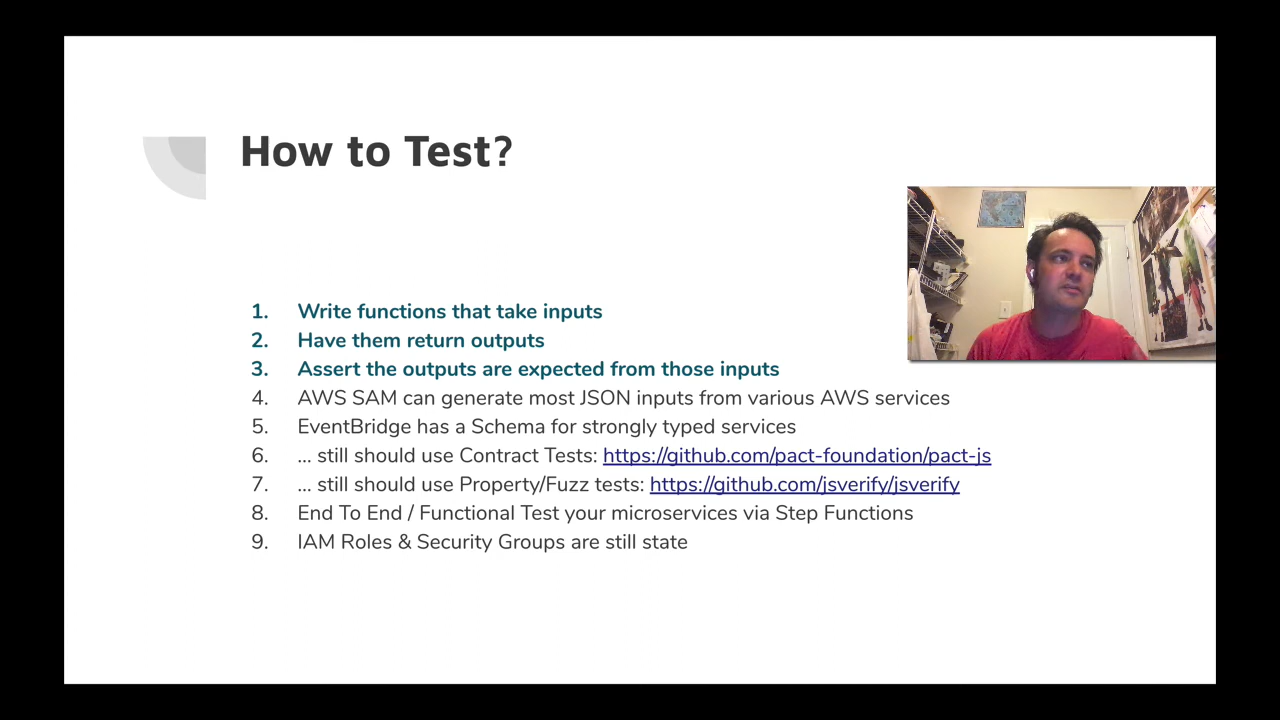 How to Test?
1. Write functions that take inputs
2. Have them return outputs
3. Assert the outputs are expected from those inputs
4. AWS SAM can generate most JSON inputs from various AWS services
5. EventBridge has a Schema for strongly typed services
6. ... still should use Contract Tests: https://github.com/pact-foundation/pact-js
7. ... still should use Property/Fuzz tests: https://github.com/jsverify/jsverify
8. End To End / Functional Test your microservices via Step Functions
9. IAM Roles & Security Groups are still state